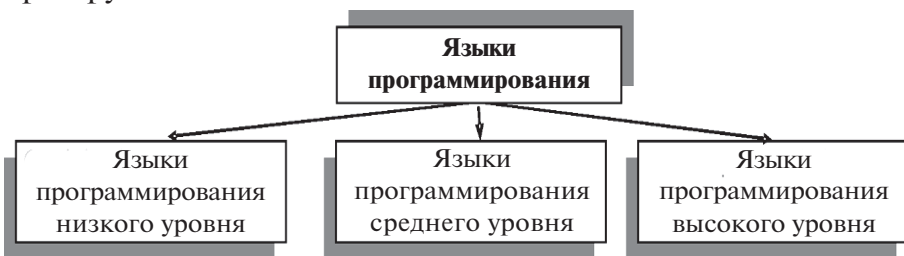 Языки
программирования
Языки
программирования
низкого уровня
Языки
программирования
среднего уровня
Языки
программирования
высокого уровня